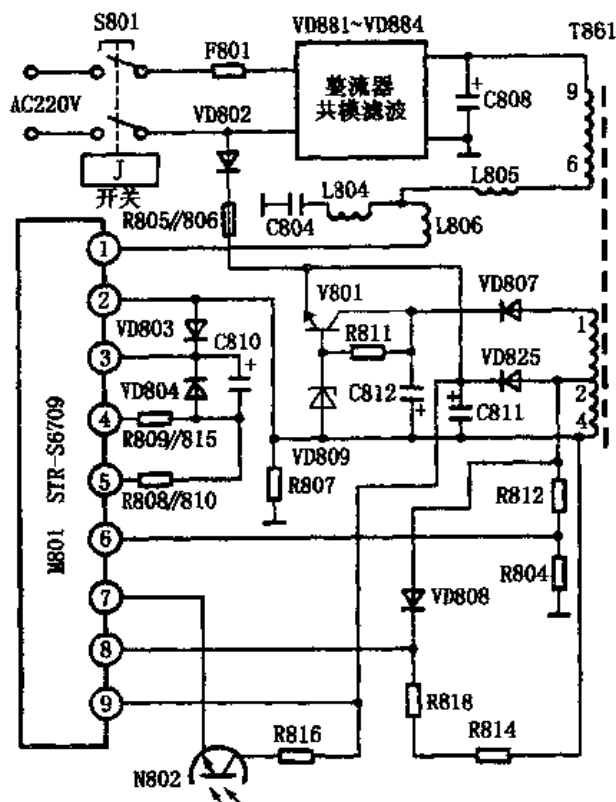 S801
F801
VD881~VD884
T861
AC220V
VD802
整流器
共模滤波
C808
9
6
J
开关
R805//806
C804
L804
L805
L806
1
2
3
4
5
6
7
8
9
M801 STR-S6709
VD803
C810
VD804
R809//815
R808//810
V801
R811
VD807
VD825
C812
C811
1
2
4
VD809
R807
R812
R804
VD808
R818
R814
R816
N802